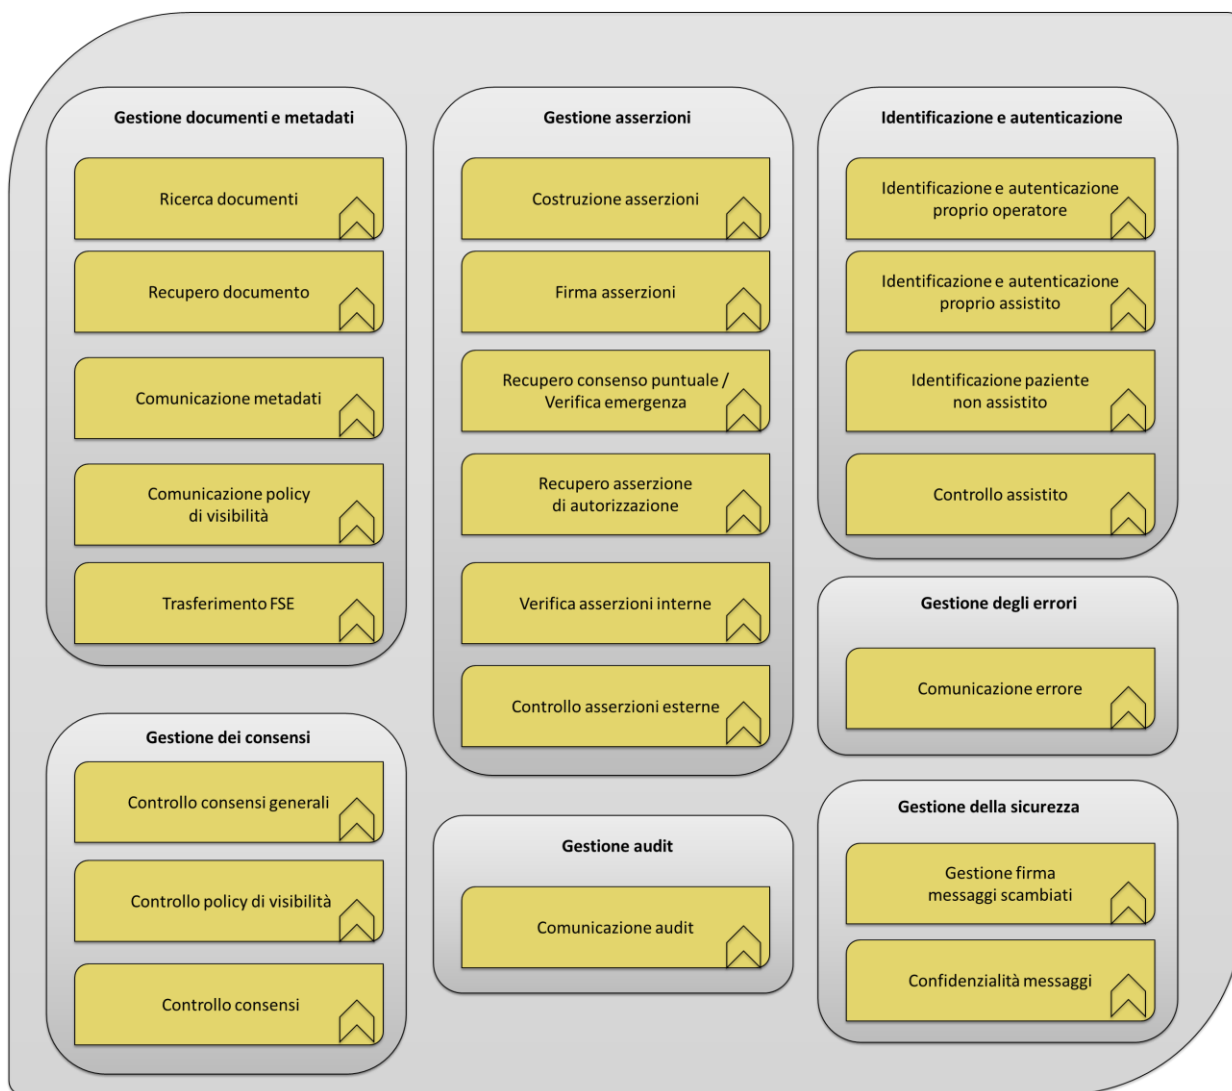 Gestione documenti e metadati
Ricerca documenti
Recupero documento
Comunicazione metadati
Comunicazione policy
di visibilità
Trasferimento FSE
Gestione dei consensi
Controllo consensi generali
Controllo policy di visibilità
Controllo consensi
Gestione asserzioni
Costruzione asserzioni
Firma asserzioni
Recupero consenso puntuale /
Verifica emergenza
Recupero asserzione
di autorizzazione
Verifica asserzioni interne
Controllo asserzioni esterne
Gestione audit
Comunicazione audit
Identificazione e autenticazione
Identificazione e autenticazione
proprio operatore
Identificazione e autenticazione
proprio assistito
Identificazione paziente
non assistito
Controllo assistito
Gestione degli errori
Comunicazione errore
Gestione della sicurezza
Gestione firma
messaggi scambiati
Confidenzialità messaggi